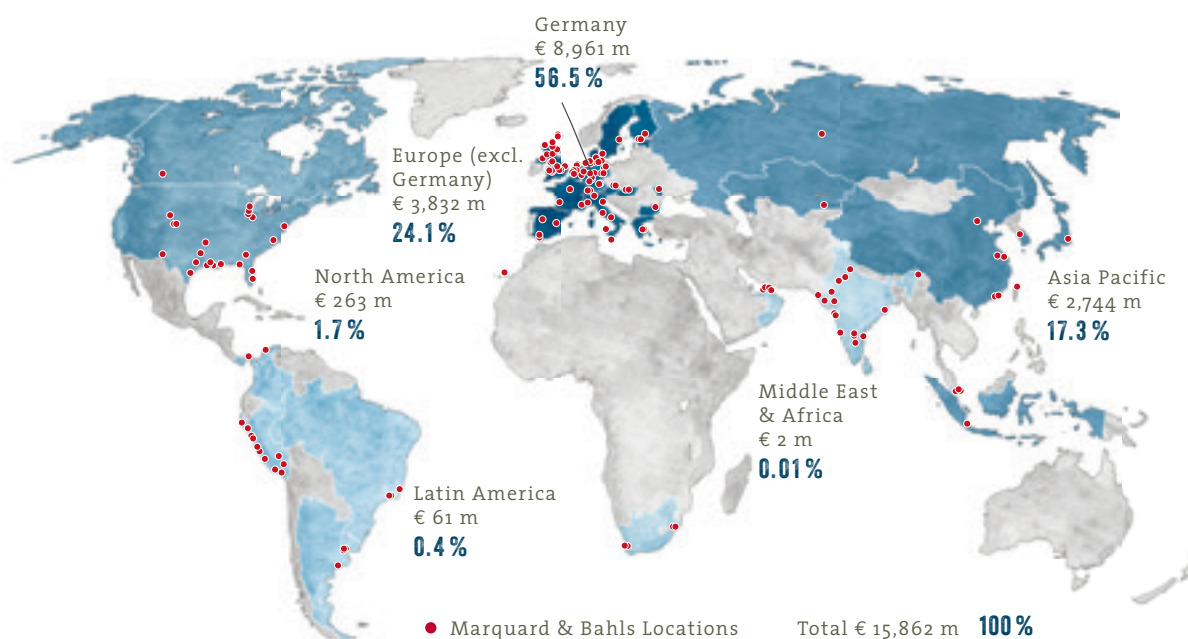 Germany
€ 8,961 m
56.5 %
Europe (excl.
Germany)
€ 3,832 m
24.1 %
North America
€ 263 m
1.7 %
Asia Pacific
€ 2,744 m
17.3 %
Middle East
& Africa
€ 2 m
0.01 %
Latin America
€ 61 m
0.4 %
Marquard & Bahls Locations
Total € 15,862 m 100 %